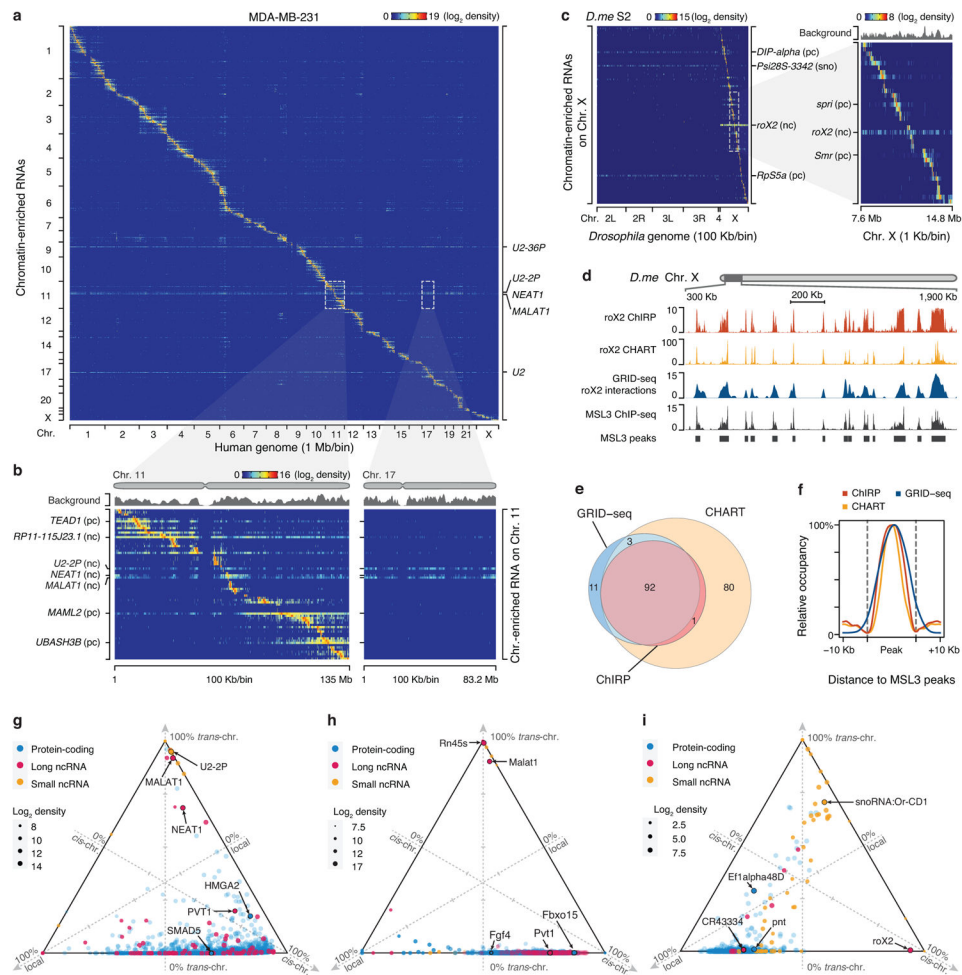 a
MDA-MB-231
0 19 (log2 density)
Chromatin-enriched RNAs
1
2
3
4
5
6
7
9
10
11
12
14
17
20
X
U2-36P
U2-2P
NEAT1
MALAT1
U2
Chr. 1 2 3 4 5 6 7 8 9 10 11 12 13 15 17 19 21 X
Human genome (1 Mb/bin)
b
Chr. 11
0 16 (log2 density)
Chr. 17
Background
TEAD1 (pc)
RP11-115J23.1 (nc)
U2-2P (nc)
NEAT1 (nc)
MALAT1 (nc)
MAML2 (pc)
UBASH3B (pc)
Chr.-enriched RNA on Chr. 11
1 100 Kb/bin 135 Mb
1 100 Kb/bin 83.2 Mb
c
D.me S2
0 15 (log2 density)
0 8 (log2 density)
Background
Chromatin-enriched RNAs
on Chr. X
DIP-alpha (pc)
Psi28S-3342 (sno)
roX2 (nc)
RpS5a (pc)
spri (pc)
roX2 (nc)
Smr (pc)
Chr. 2L 2R 3L 3R 4 X
Drosophila genome (100 Kb/bin)
7.6 Mb 14.8 Mb
Chr. X (1 Kb/bin)
d
D.me Chr. X
300 Kb
200 Kb
1,900 Kb
roX2 ChIRP
10
0
roX2 CHART
100
0
GRID-seq
roX2 interactions
15
0
MSL3 ChIP-seq
15
0
MSL3 peaks
e
GRID-seq
CHART
3
11
92
80
1
ChIRP
f
ChIRP
GRID-seq
CHART
Relative occupancy
100%
0
−10 Kb Peak +10 Kb
Distance to MSL3 peaks
g
100% trans-chr.
Protein-coding
Long ncRNA
Small ncRNA
U2-2P
MALAT1
Log2 density
8
10
12
14
NEAT1
0%
cis-chr.
0%
local
HMGA2
PVT1
SMAD5
100%
local
100%
cis-chr.
0% trans-chr.
h
100% trans-chr.
Rn45s
Malat1
Protein-coding
Long ncRNA
Small ncRNA
Log2 density
7.5
10
12
17
0%
cis-chr.
0%
local
Fbxo15
Fgf4
Pvt1
100%
local
100%
cis-chr.
0% trans-chr.
i
100% trans-chr.
Protein-coding
Long ncRNA
Small ncRNA
snoRNA:Or-CD1
Log2 density
2.5
5.0
7.5
0%
cis-chr.
0%
local
Ef1alpha48D
CR43334
pnt
roX2
100%
local
100%
cis-chr.
0% trans-chr.